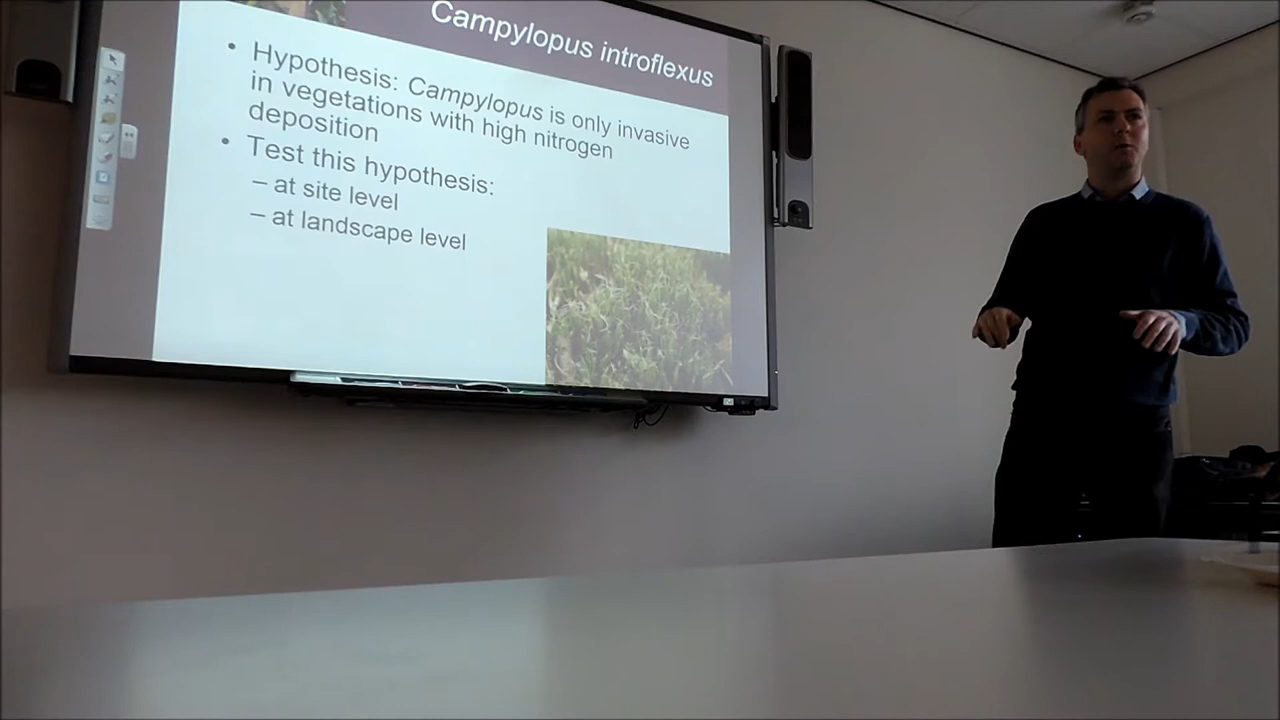 Campylopus introflexus
• Hypothesis: Campylopus is only invasive
in vegetations with high nitrogen
deposition
• Test this hypothesis:
– at site level
– at landscape level